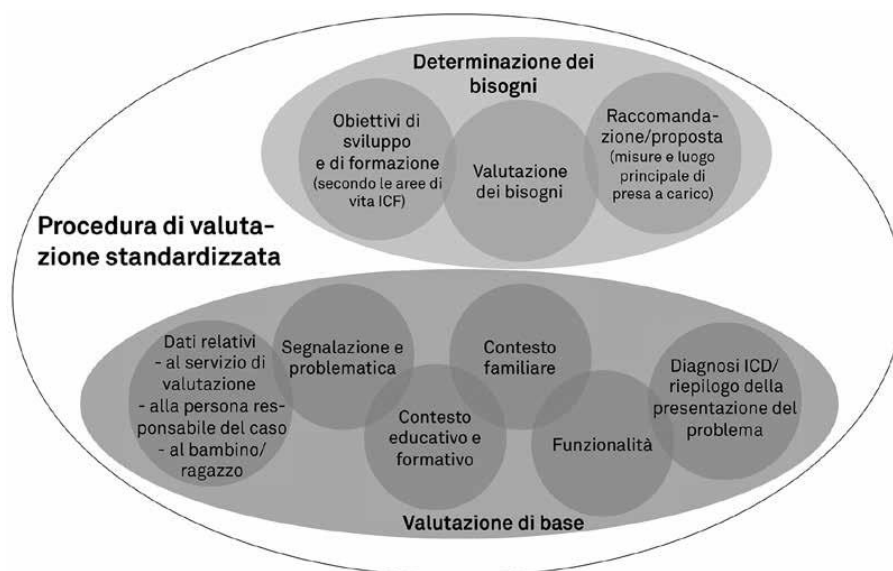 Determinazione dei
bisogni
Obiettivi di
sviluppo
e di formazione
(secondo le aree di
vita ICF)
Valutazione
dei bisogni
Raccomanda-
zione/proposta
(misure e luogo
principale di
presa a carico)
Procedura di valuta-
zione standardizzata
Dati relativi
- al servizio di
valutazione
- alla persona res-
ponsabile del caso
- al bambino/
ragazzo
Segnalazione e
problematica
Contesto
educativo e
formativo
Contesto
familiare
Funzionalità
Diagnosi ICD/
riepilogo della
presentazione del
problema
Valutazione di base